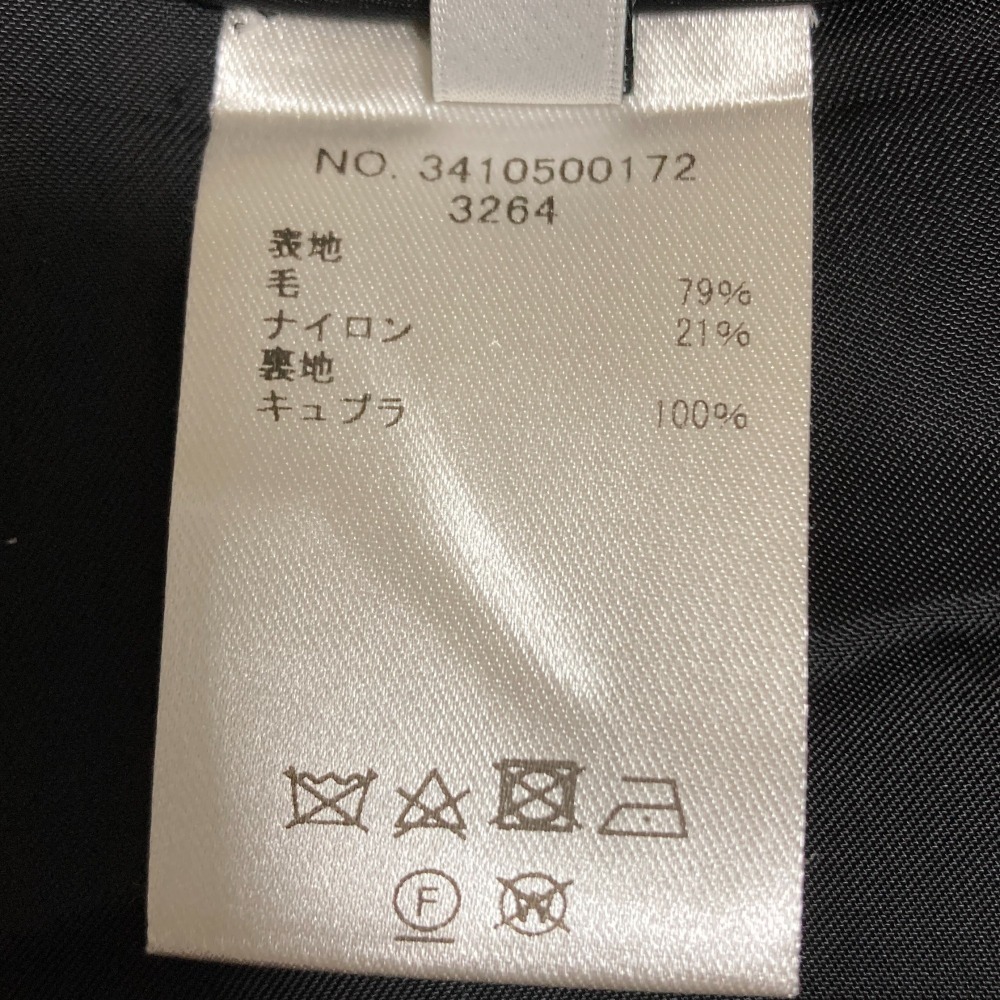 NO. 3410500172
3264
表地
毛 79%
ナイロン 21%
裏地
キュプラ 100%
F
W